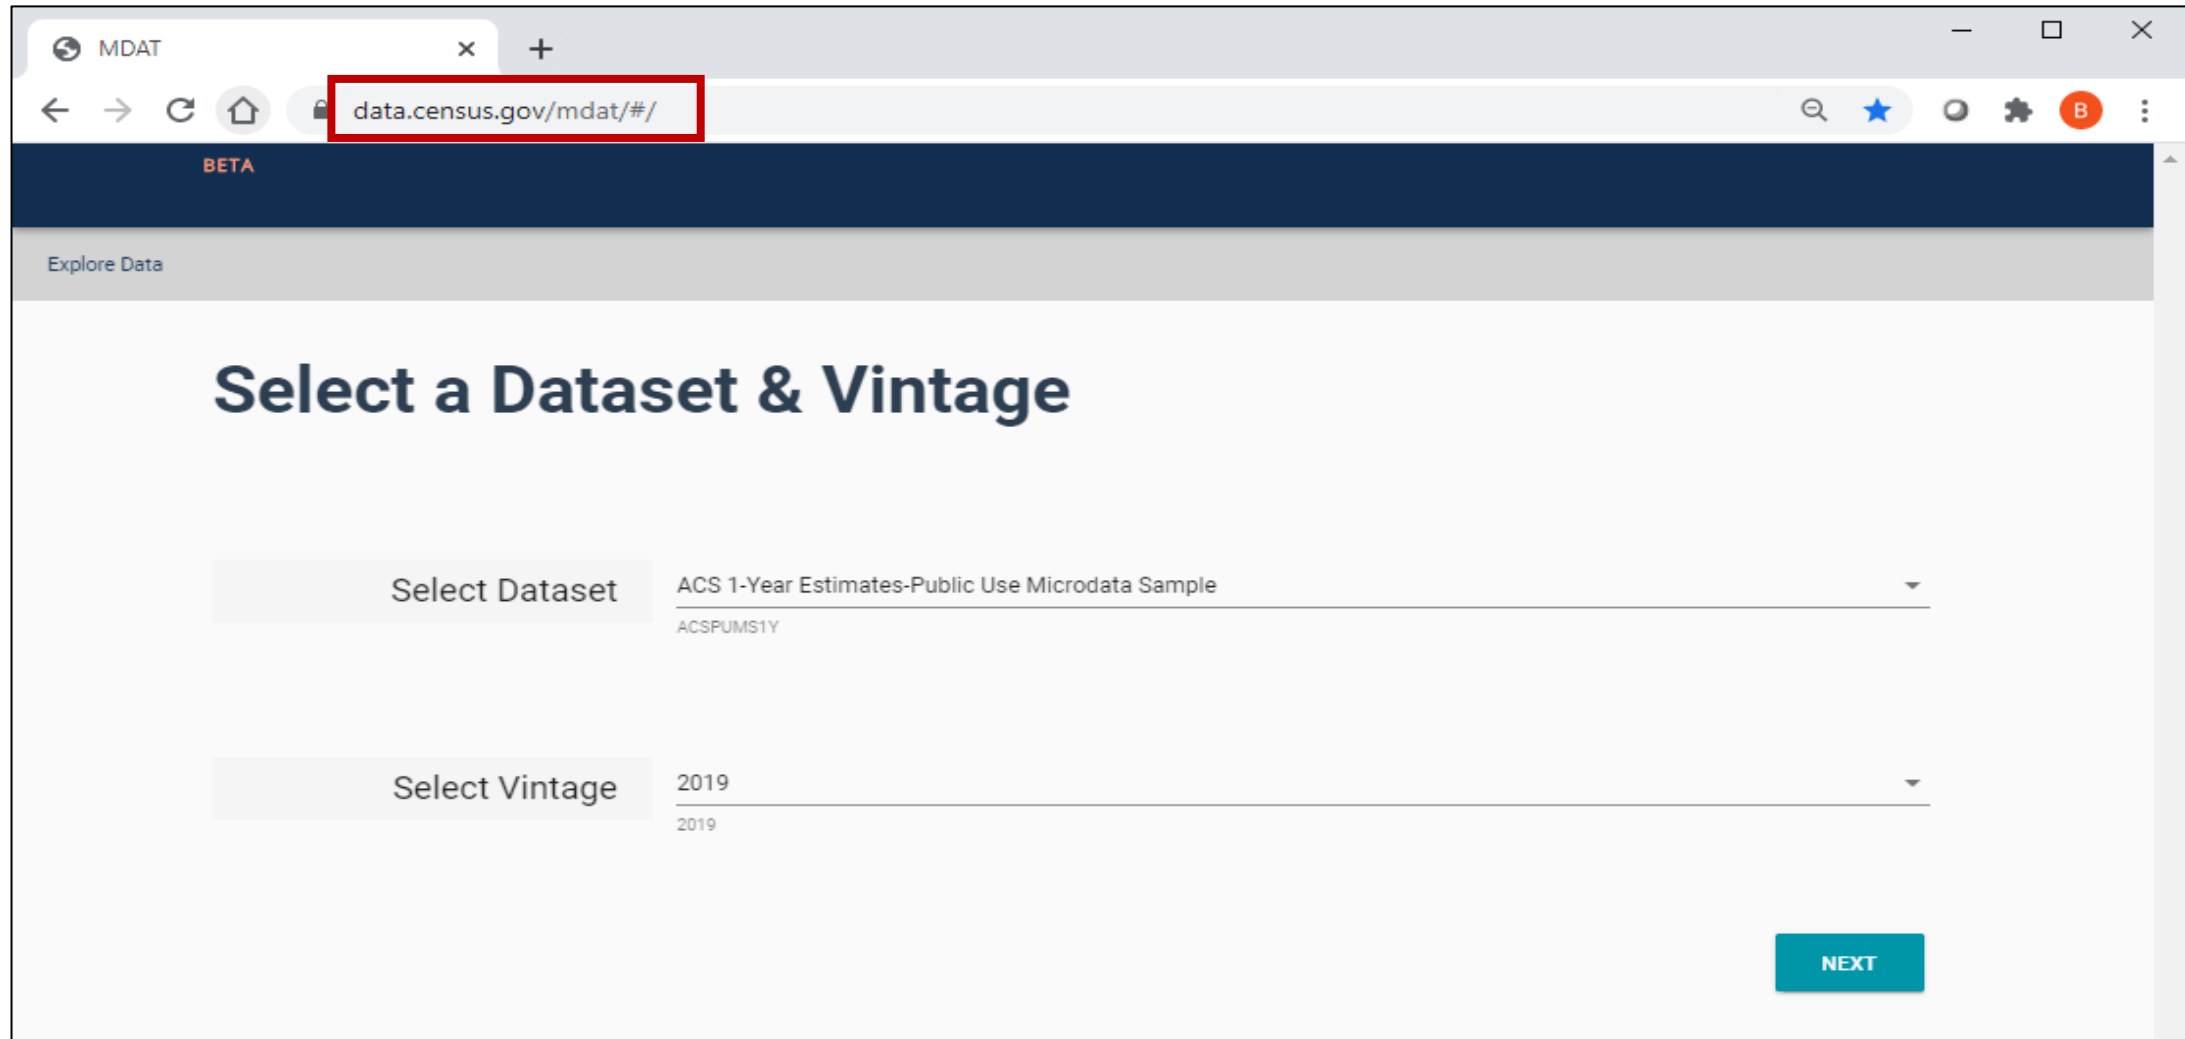 MDAT
data.census.gov/mdat/#/
B
BETA
Explore Data
Select a Dataset & Vintage
Select Dataset
ACS 1-Year Estimates-Public Use Microdata Sample
ACSPUMS1Y
Select Vintage
2019
2019
NEXT